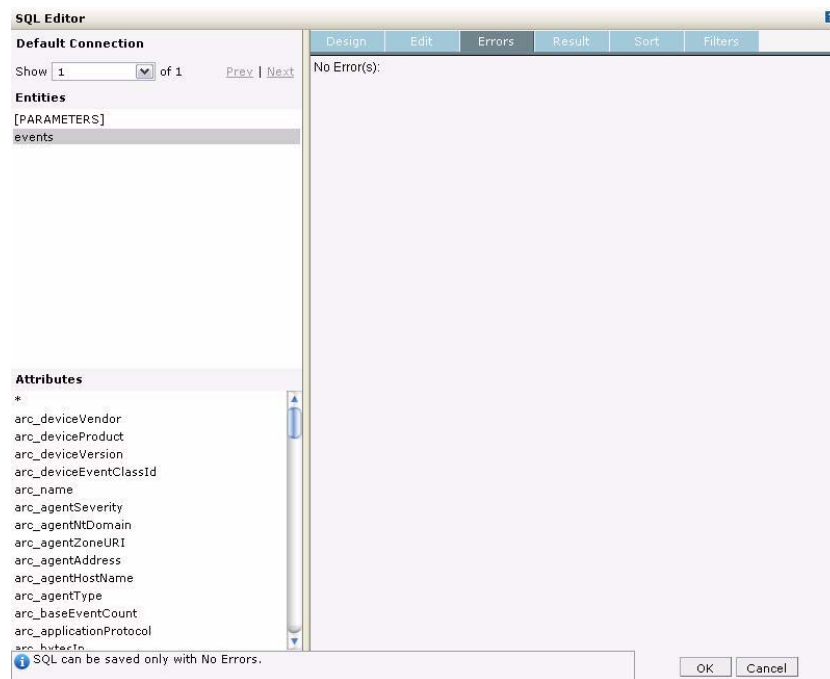 SQL Editor
Default Connection
Show 1 of 1 Prev | Next
Entities
[PARAMETERS]
events
Attributes
*
arc_deviceVendor
arc_deviceProduct
arc_deviceVersion
arc_deviceEventClassId
arc_name
arc_agentSeverity
arc_agentNtDomain
arc_agentZoneURI
arc_agentAddress
arc_agentHostName
arc_agentType
arc_baseEventCount
arc_applicationProtocol
arc_bytesIn
Design Edit Errors Result Sort Filters
No Error(s):
SQL can be saved only with No Errors.
OK Cancel